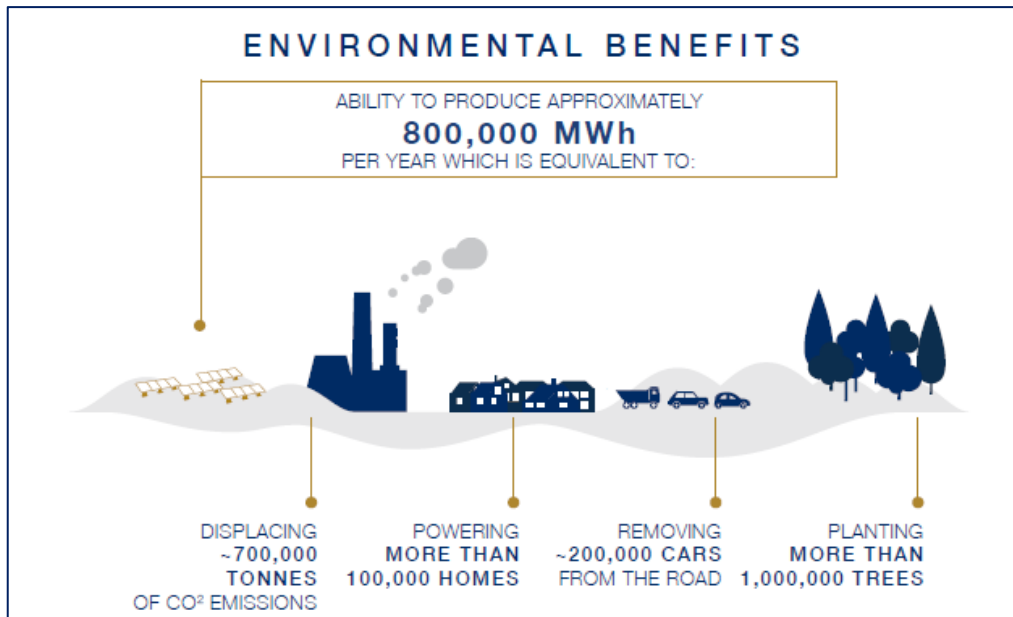 ENVIRONMENTAL BENEFITS
ABILITY TO PRODUCE APPROXIMATELY
800,000 MWh
PER YEAR WHICH IS EQUIVALENT TO:
DISPLACING
~700,000
TONNES
OF CO² EMISSIONS
POWERING
MORE THAN
100,000 HOMES
REMOVING
~200,000 CARS
FROM THE ROAD
PLANTING
MORE THAN
1,000,000 TREES